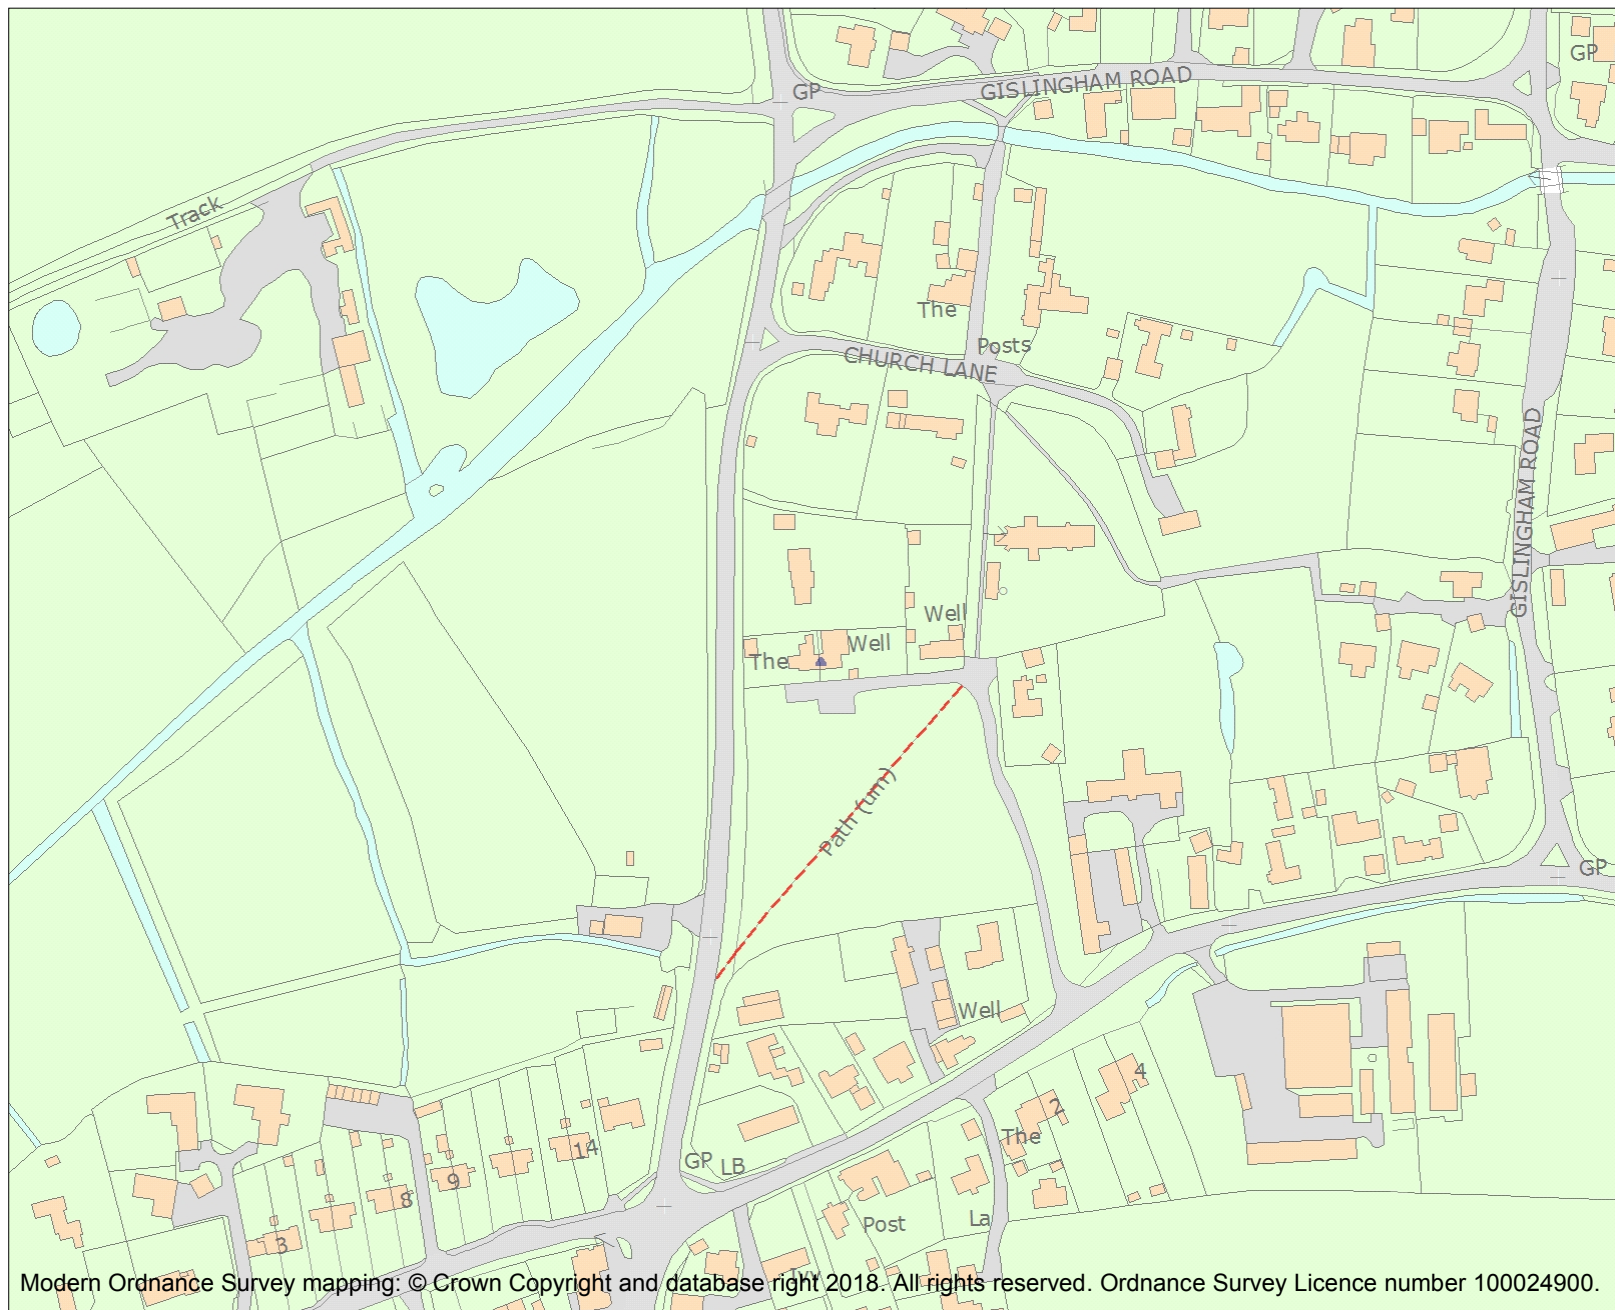 GP
GISLINGHAM ROAD
GP
Track
The
Posts
CHURCH LANE
GISLINGHAM ROAD
Well
Well
The
Path (um)
GP
Well
4
2
The
14
GP LB
9
8
La
Post
3
Ivy
Modern Ordnance Survey mapping: © Crown Copyright and database right 2018. All rights reserved. Ordnance Survey Licence number 100024900.